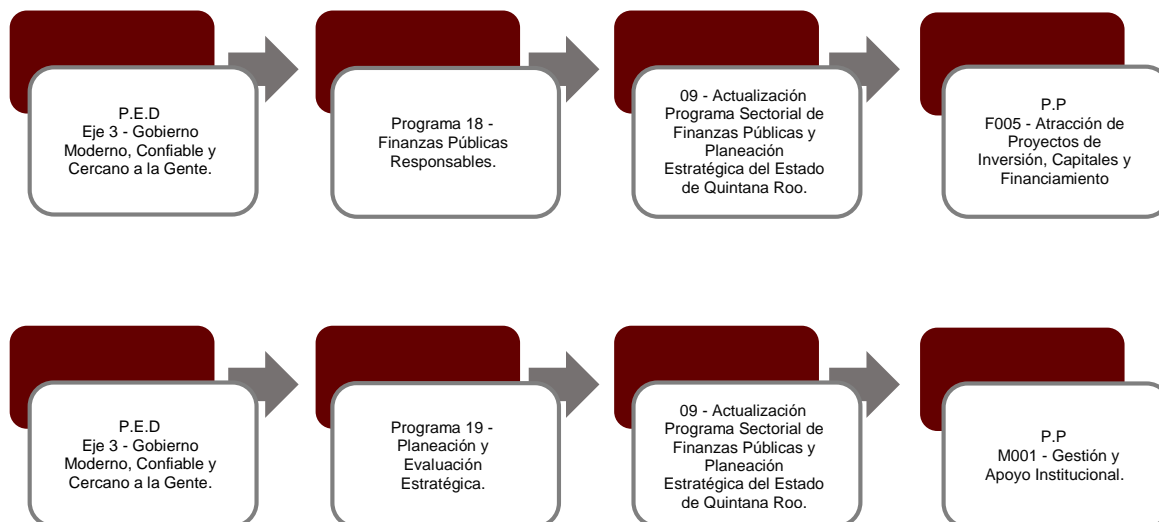 P.E.D
Eje 3 - Gobierno
Moderno, Confiable y
Cercano a la Gente.
Programa 18 -
Finanzas Públicas
Responsables.
09 - Actualización
Programa Sectorial de
Finanzas Públicas y
Planeación
Estratégica del Estado
de Quintana Roo.
P.P
F005 - Atracción de
Proyectos de
Inversión, Capitales y
Financiamiento
P.E.D
Eje 3 - Gobierno
Moderno, Confiable y
Cercano a la Gente.
Programa 19 -
Planeación y
Evaluación
Estratégica.
09 - Actualización
Programa Sectorial de
Finanzas Públicas y
Planeación
Estratégica del Estado
de Quintana Roo.
P.P
M001 - Gestión y
Apoyo Institucional.